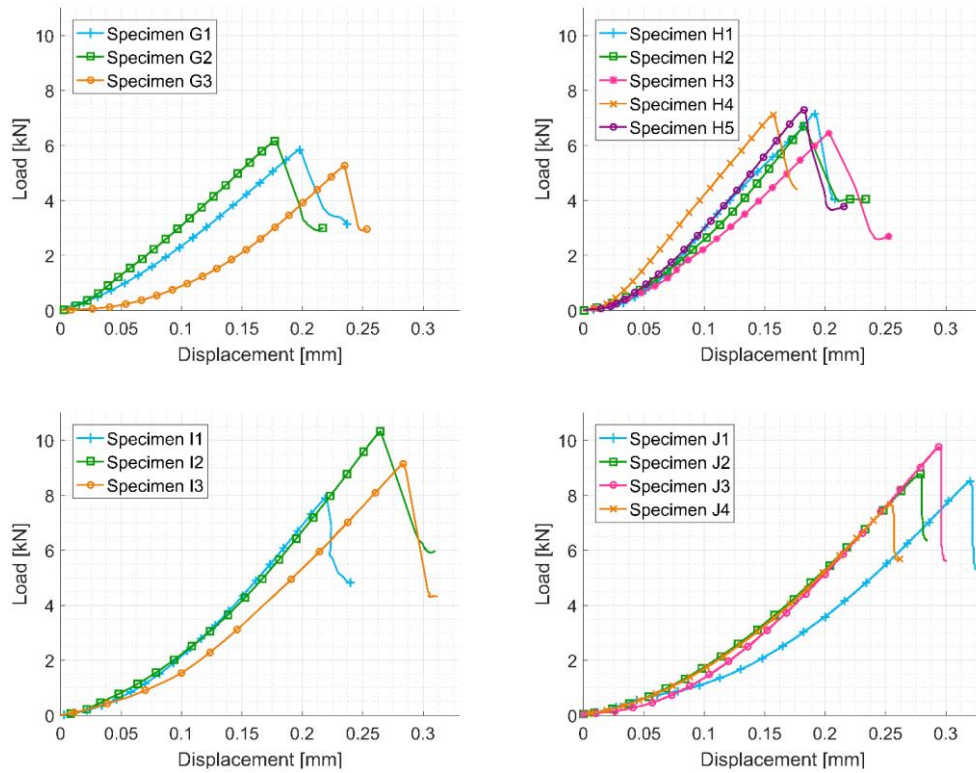 Load [kN]
10
8
6
4
2
0
Specimen G1
Specimen G2
Specimen G3
0 0.05 0.1 0.15 0.2 0.25 0.3
Displacement [mm]
Load [kN]
10
8
6
4
2
0
Specimen H1
Specimen H2
Specimen H3
Specimen H4
Specimen H5
0 0.05 0.1 0.15 0.2 0.25 0.3
Displacement [mm]
Load [kN]
10
8
6
4
2
0
Specimen I1
Specimen I2
Specimen I3
0 0.05 0.1 0.15 0.2 0.25 0.3
Displacement [mm]
Load [kN]
10
8
6
4
2
0
Specimen J1
Specimen J2
Specimen J3
Specimen J4
0 0.05 0.1 0.15 0.2 0.25 0.3
Displacement [mm]